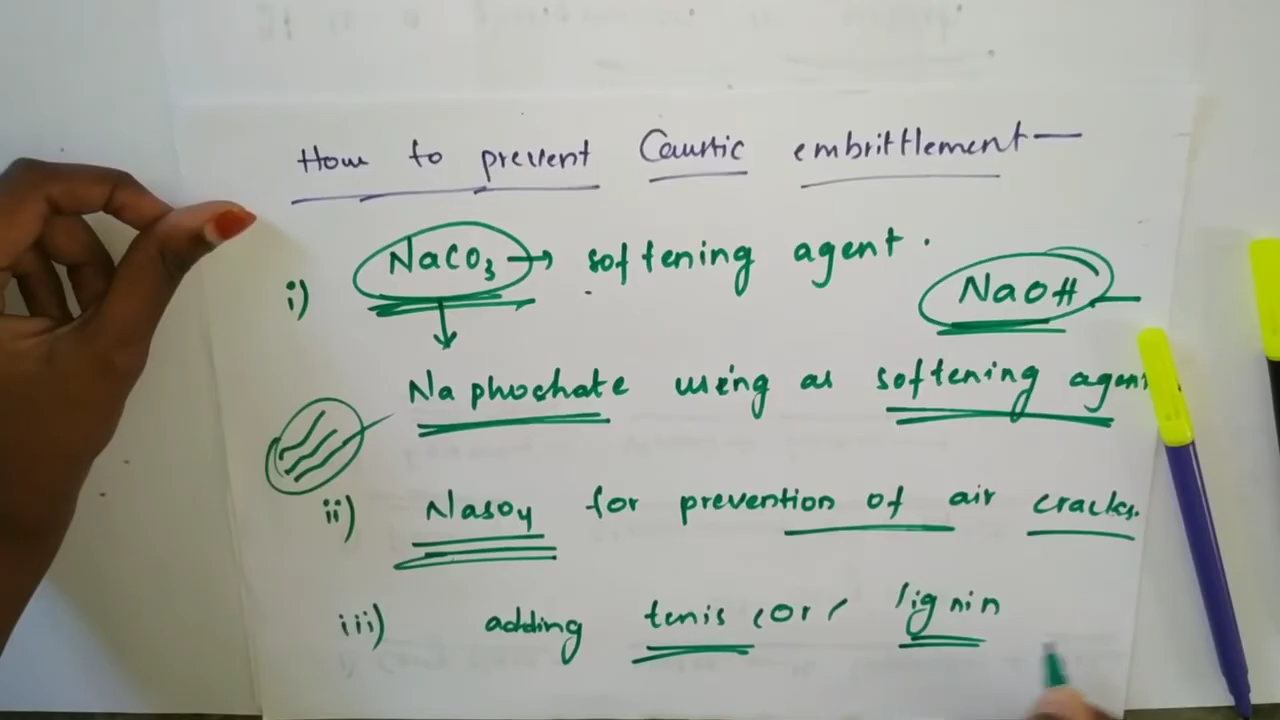 How to prevent Caustic embrittlement—
i) NaCO₃ → softening agent.
NaOH—
Na phochate using as softening agent
ii) NaSO₄ for prevention of air cracks.
iii) adding tenis (or( lignin